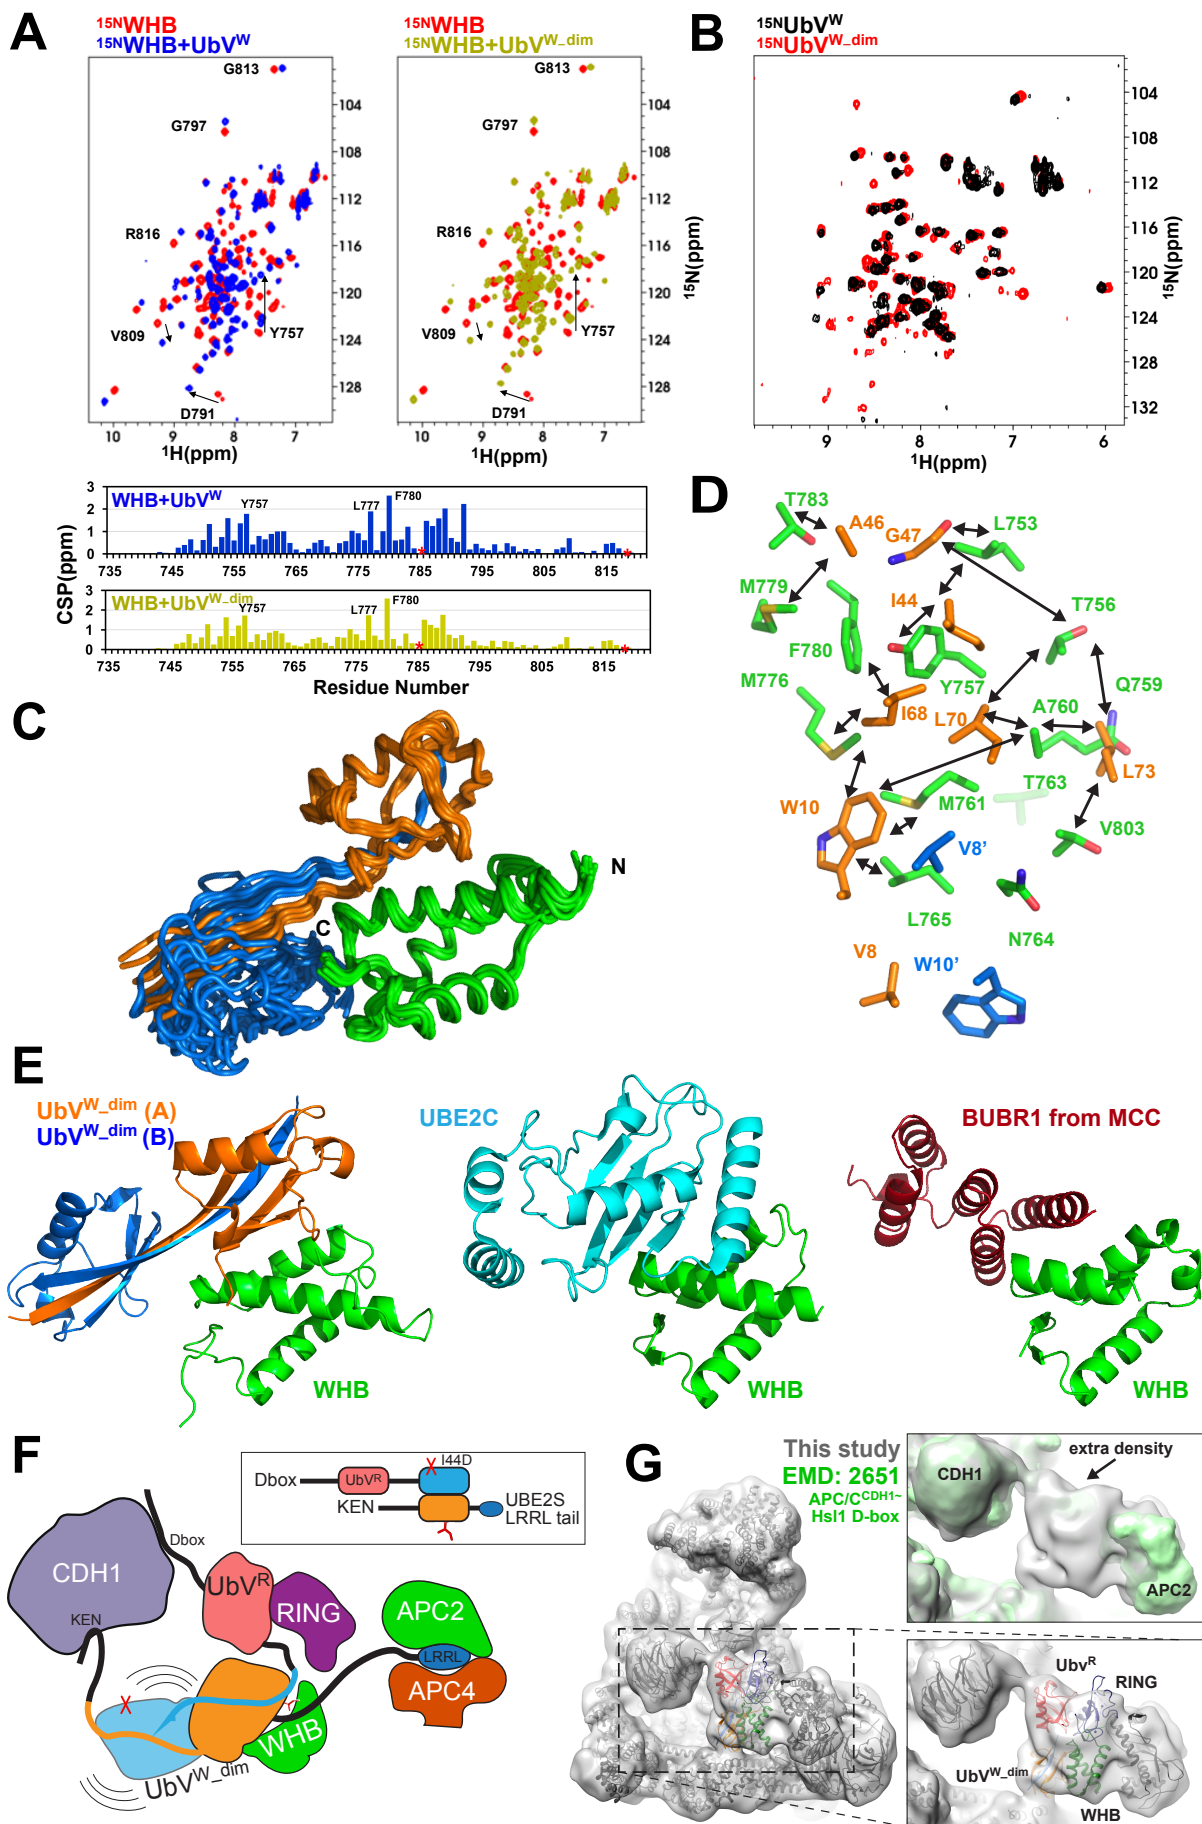 A
15NWHB
15NWHB+UbVW
G813
G797
R816
V809
Y757
D791
104
108
112
116
120
124
128
10 9 8 7
1H(ppm)
15NWHB
15NWHB+UbVW_dim
G813
G797
R816
V809
Y757
D791
104
108
112
116
120
124
128
10 9 8 7
1H(ppm)
15N(ppm)
B
15NUbVW
15NUbVW_dim
104
108
112
116
120
124
128
132
9 8 7 6
1H(ppm)
15N(ppm)
CSP(ppm)
WHB+UbVW
Y757
L777
F780
*
*
3
2
1
0
735 745 755 765 775 785 795 805 815
WHB+UbVW_dim
Y757
L777
F780
*
*
3
2
1
0
735 745 755 765 775 785 795 805 815
Residue Number
C
N
C
D
T783
A46
G47
L753
M779
I44
T756
F780
Y757
Q759
M776
I68
L70
A760
L73
W10
M761
T763
V803
V8'
L765
N764
V8
W10'
E
UbVW_dim (A)
UbVW_dim (B)
WHB
UBE2C
WHB
BUBR1 from MCC
WHB
F
Dbox
UbVR
X
I44D
KEN
UBE2S
LRRL tail
CDH1
Dbox
KEN
UbVR
RING
APC2
LRRL
APC4
WHB
X
UbVW_dim
G
This study
EMD: 2651
APC/CCDH1~
Hsl1 D-box
CDH1
extra density
APC2
UbvR
RING
UbVW_dim
WHB